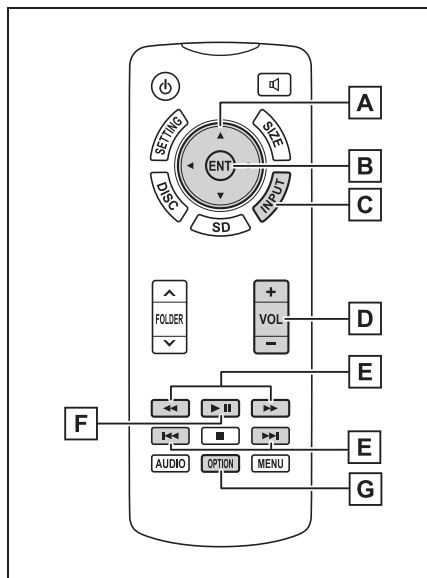 A
SETTING
SIZE
ENT
B
DISC
INPUT
C
SD
FOLDER
+
VOL
−
D
E
F
E
AUDIO
OPTION
MENU
G